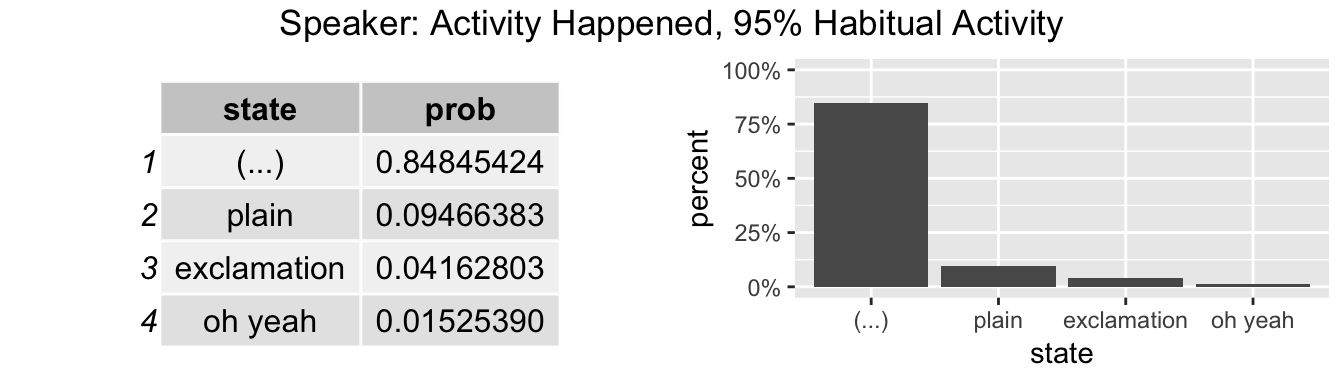 Speaker: Activity Happened, 95% Habitual Activity
state prob
1 (...) 0.84845424
2 plain 0.09466383
3 exclamation 0.04162803
4 oh yeah 0.01525390
percent
100%
75%
50%
25%
0%
(...) plain exclamation oh yeah
state